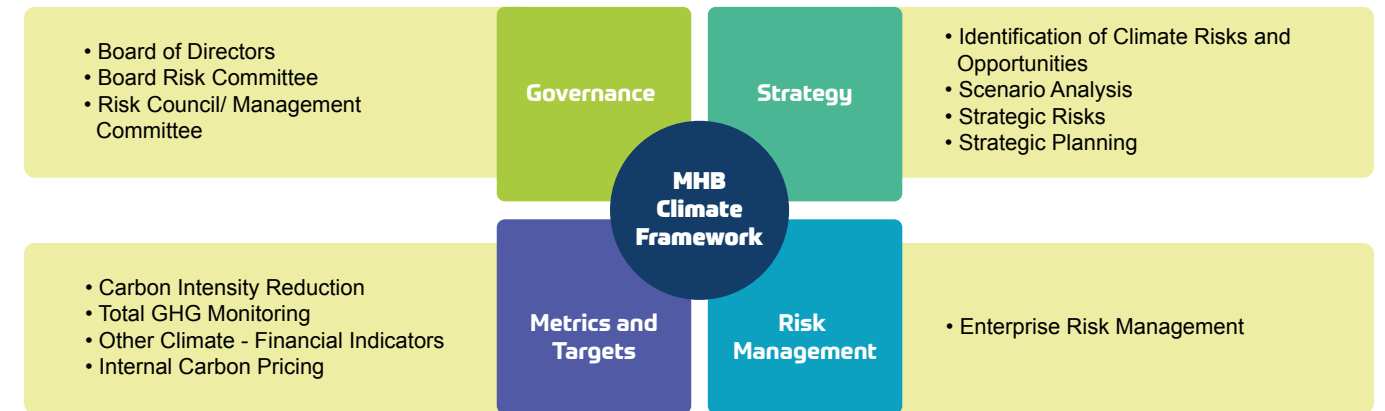 • Board of Directors
• Board Risk Committee
• Risk Council/ Management
Committee
Governance
Strategy
• Identification of Climate Risks and
Opportunities
• Scenario Analysis
• Strategic Risks
• Strategic Planning
MHB
Climate
Framework
• Carbon Intensity Reduction
• Total GHG Monitoring
• Other Climate - Financial Indicators
• Internal Carbon Pricing
Metrics and
Targets
Risk
Management
• Enterprise Risk Management